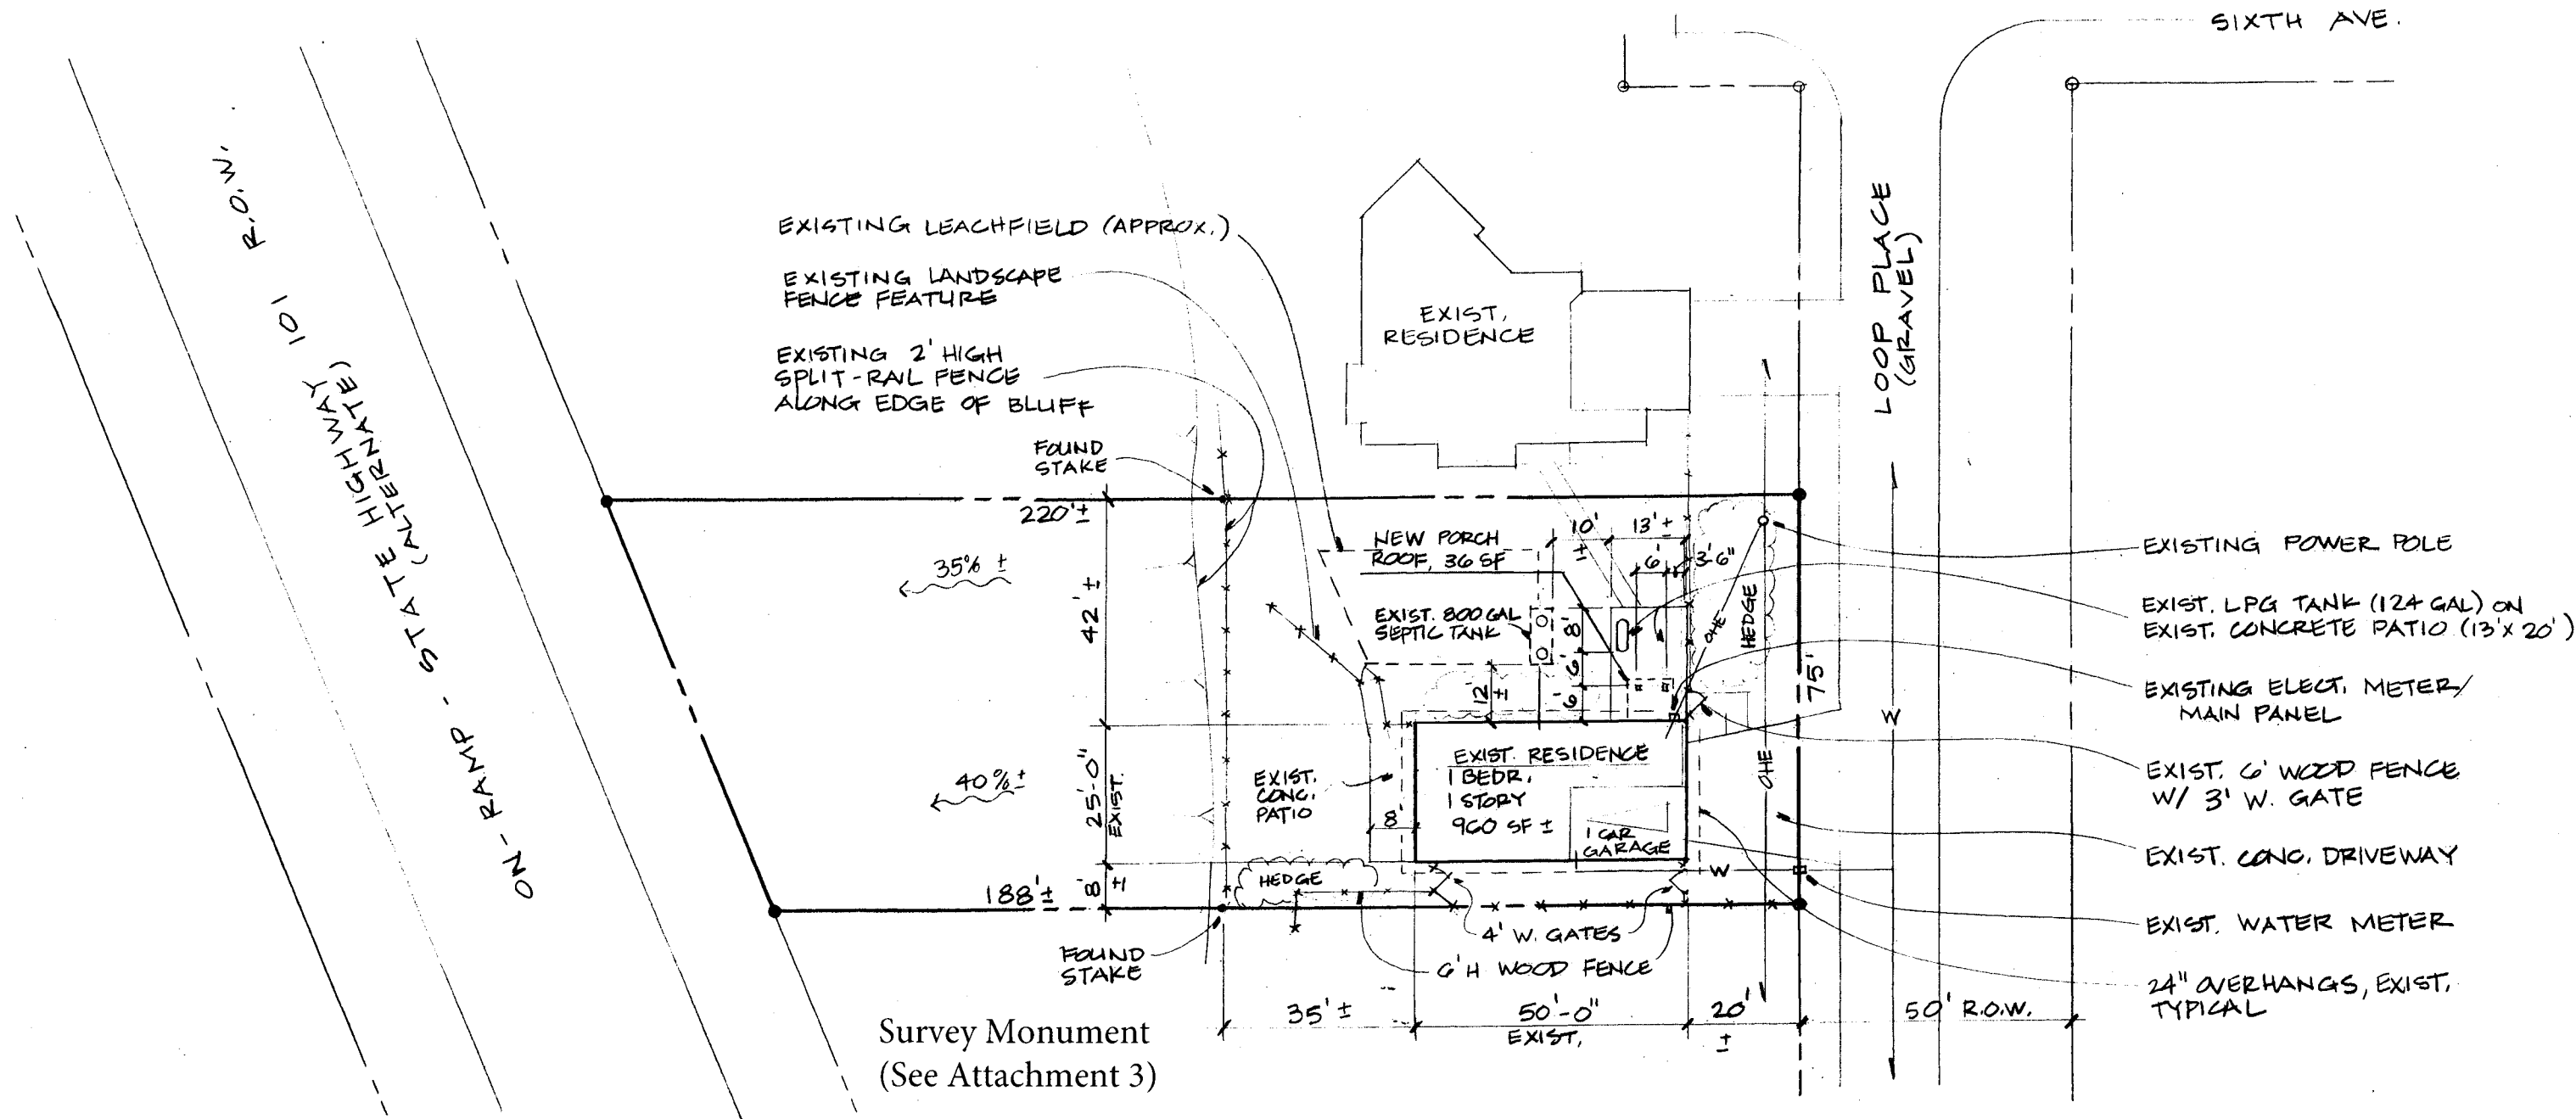 SIXTH AVE.
R.O.W.
101
STATE HIGHWAY
(ALTERNATE)
ON-RAMP -
LOOP PLACE
(GRAVEL)
EXISTING LEACHFIELD (APPROX.)
EXISTING LANDSCAPE
FENCE FEATURE
EXISTING 2' HIGH
SPLIT-RAIL FENCE
ALONG EDGE OF BLUFF
FOUND
STAKE
EXIST.
RESIDENCE
220'±
NEW PORCH
ROOF, 36 SF
10'
±
13'±
6'
3'-6"
35% ±
42' ±
EXIST. 800 GAL
SEPTIC TANK
8'
6'
6'
12'
±
OHE
HEDGE
75'
W
EXISTING POWER POLE
EXIST. LPG TANK (124 GAL) ON
EXIST. CONCRETE PATIO (13' X 20')
EXISTING ELECT. METER/
MAIN PANEL
EXIST. 6' WOOD FENCE
W/ 3' W. GATE
EXIST. CONC. DRIVEWAY
EXIST. WATER METER
24" OVERHANGS, EXIST.
TYPICAL
40%±
25'-0"
EXIST.
EXIST.
CONC.
PATIO
8'
EXIST. RESIDENCE
1 BEDR.
1 STORY
960 SF ±
1 CAR
GARAGE
OHE
W
188'±
8'
±
HEDGE
4' W. GATES
6' H WOOD FENCE
FOUND
STAKE
35' ±
50'-0"
EXIST.
20'
±
50' R.O.W.
Survey Monument
(See Attachment 3)